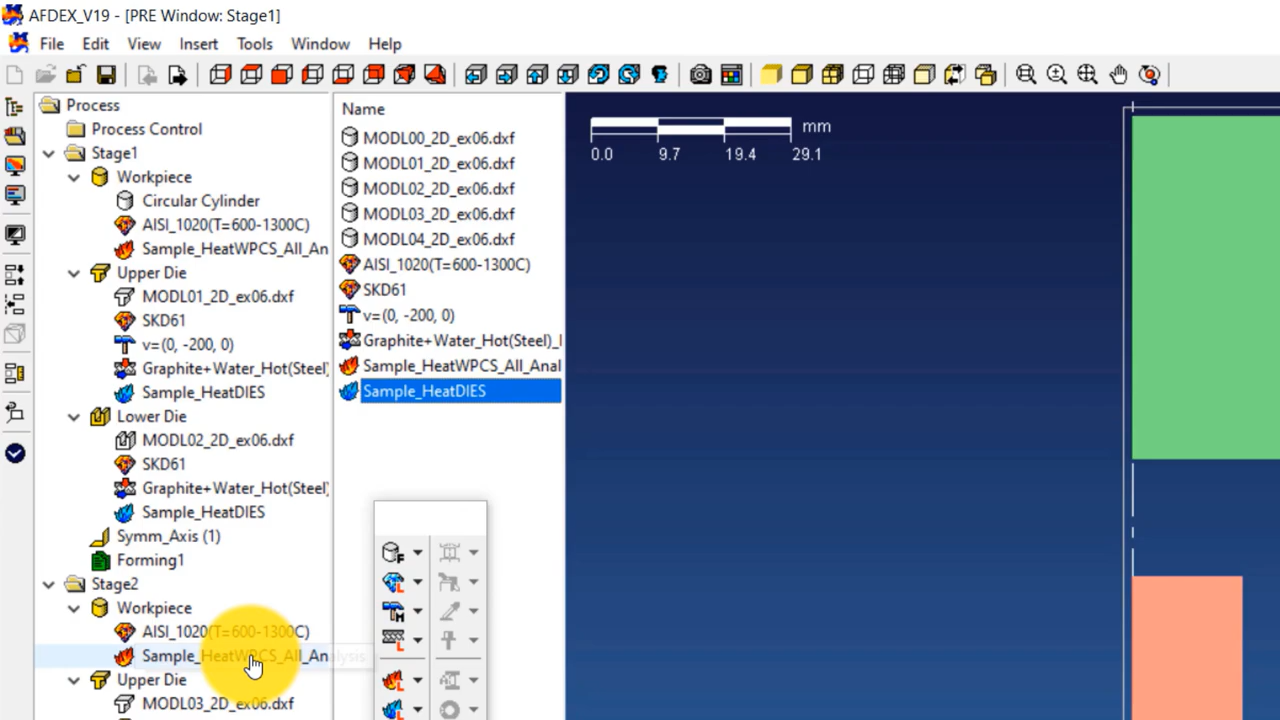 AFDEX_V19 - [PRE Window: Stage1]
File Edit View Insert Tools Window Help
Process
Process Control
Stage1
Workpiece
Circular Cylinder
AISI_1020(T=600-1300C)
Sample_HeatWPCS_All_An
Upper Die
MODL01_2D_ex06.dxf
SKD61
v=(0, -200, 0)
Graphite+Water_Hot(Steel)
Sample_HeatDIES
Lower Die
MODL02_2D_ex06.dxf
SKD61
Graphite+Water_Hot(Steel)
Sample_HeatDIES
Symm_Axis (1)
Forming1
Stage2
Workpiece
AISI_1020(T=600-1300C)
Sample_HeatWPCS_All_Analysis
Upper Die
MODL03_2D_ex06.dxf
Name
MODL00_2D_ex06.dxf
MODL01_2D_ex06.dxf
MODL02_2D_ex06.dxf
MODL03_2D_ex06.dxf
MODL04_2D_ex06.dxf
AISI_1020(T=600-1300C)
SKD61
v=(0, -200, 0)
Graphite+Water_Hot(Steel)_
Sample_HeatWPCS_All_Anal
Sample_HeatDIES
mm
0.0 9.7 19.4 29.1